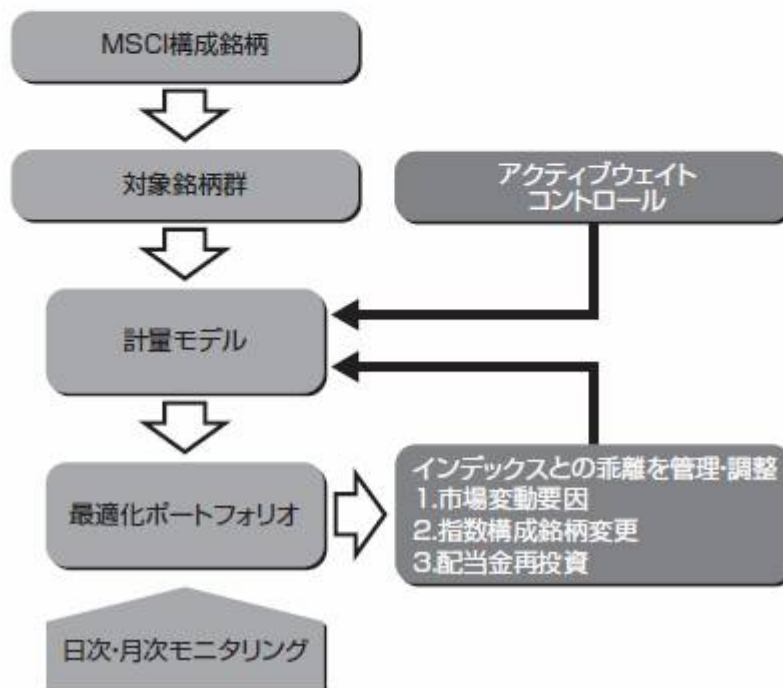 MSCI構成銘柄
対象銘柄群
アクティブウェイト
コントロール
計量モデル
最適化ポートフォリオ
インデックスとの乖離を管理・調整
1.市場変動要因
2.指数構成銘柄変更
3.配当金再投資
日次・月次モニタリング